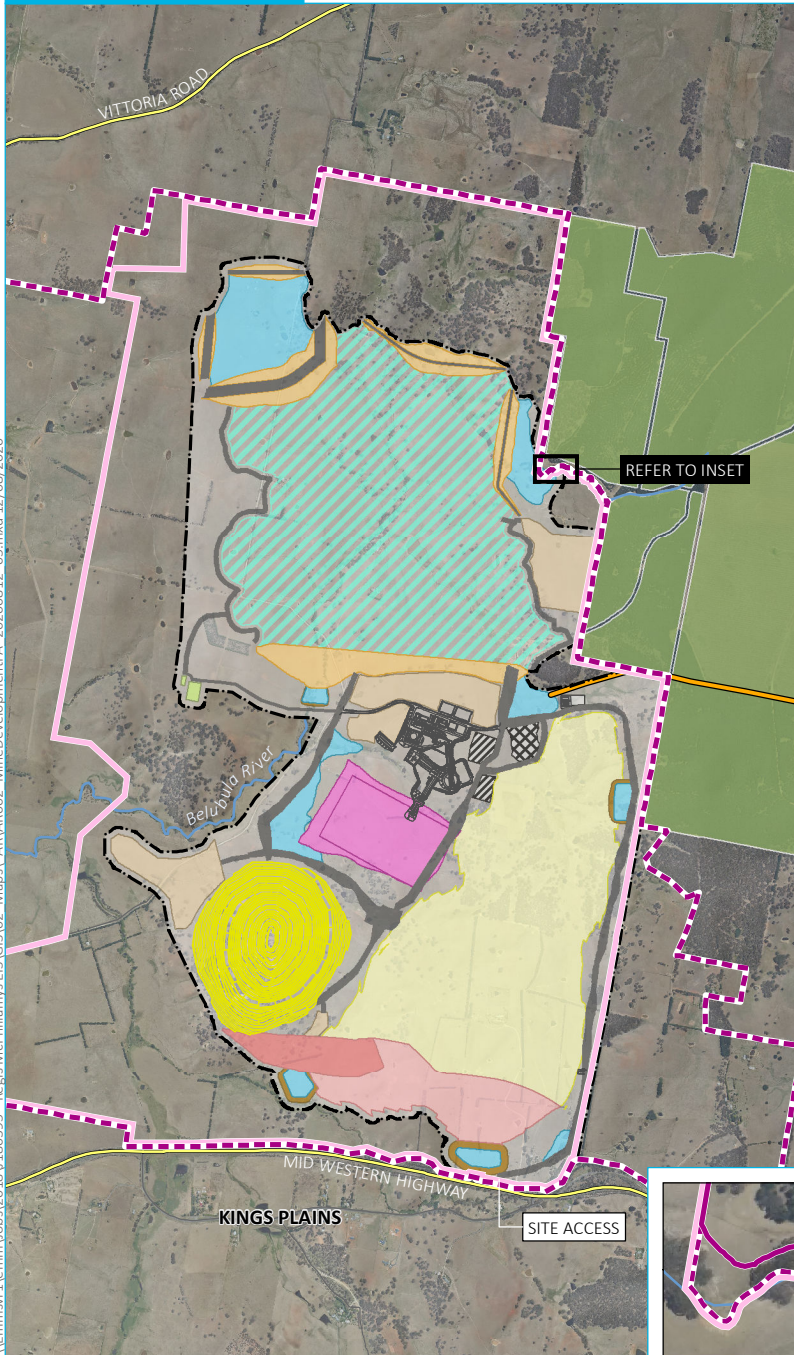 VITTORIA ROAD
REFER TO INSET
Belubula River
MID WESTERN HIGHWAY
KINGS PLAINS
SITE ACCESS